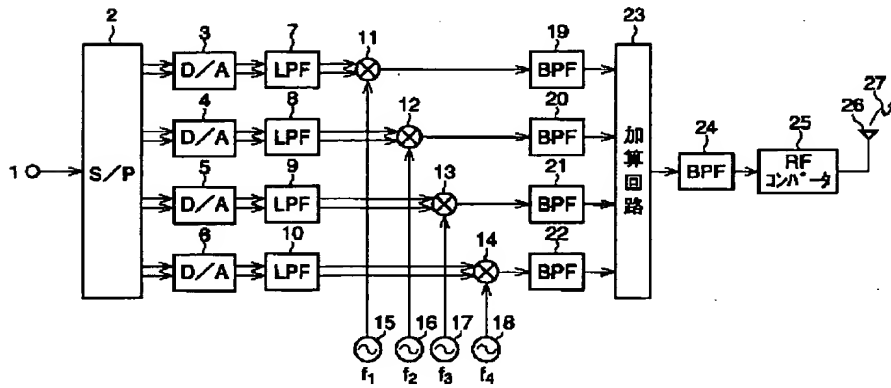 2
3
7
11
19
23
D/A
LPF
BPF
4
8
12
20
D/A
LPF
BPF
24
25
26
27
1
S/P
5
9
13
21
加算回路
BPF
RF
コンバータ
D/A
LPF
BPF
6
10
14
22
D/A
LPF
BPF
15
16
17
18
f1
f2
f3
f4